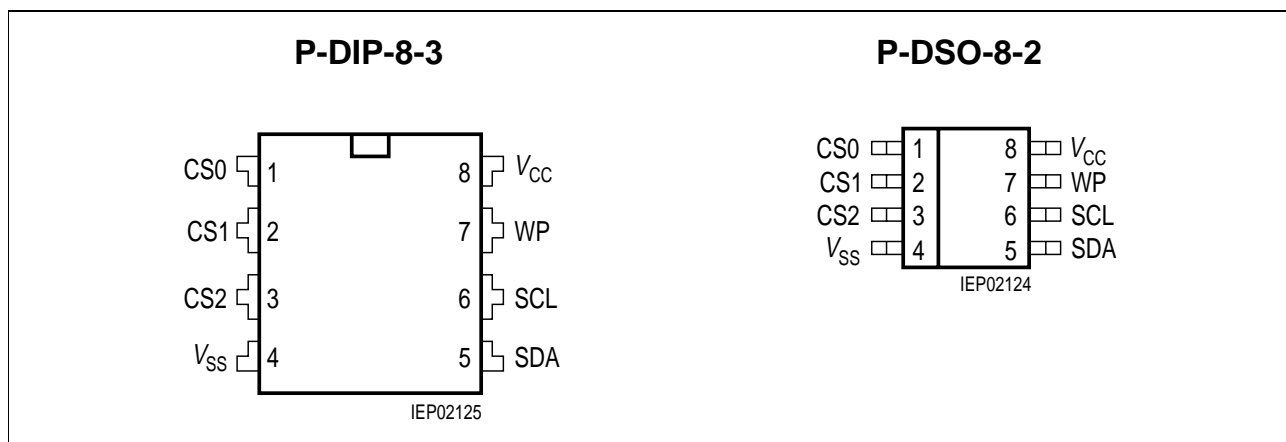 P-DIP-8-3
CS0 1 8 VCC
CS1 2 7 WP
CS2 3 6 SCL
VSS 4 5 SDA
IEP02125
P-DSO-8-2
CS0 1 8 VCC
CS1 2 7 WP
CS2 3 6 SCL
VSS 4 5 SDA
IEP02124